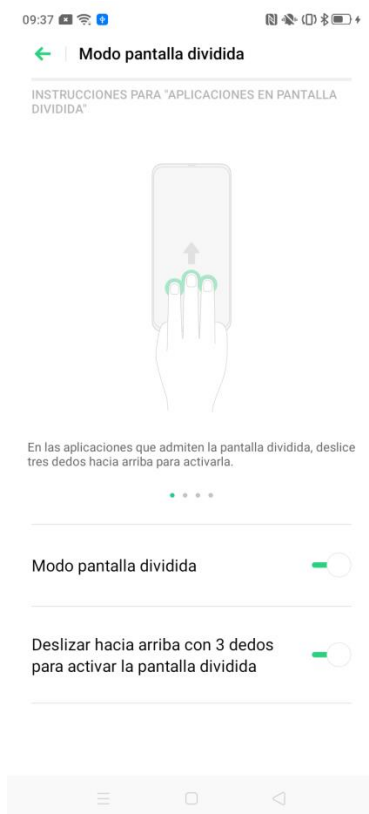 09:37
Modo pantalla dividida
INSTRUCCIONES PARA "APLICACIONES EN PANTALLA
DIVIDIDA"
En las aplicaciones que admiten la pantalla dividida, deslice
tres dedos hacia arriba para activarla.
Modo pantalla dividida
Deslizar hacia arriba con 3 dedos
para activar la pantalla dividida